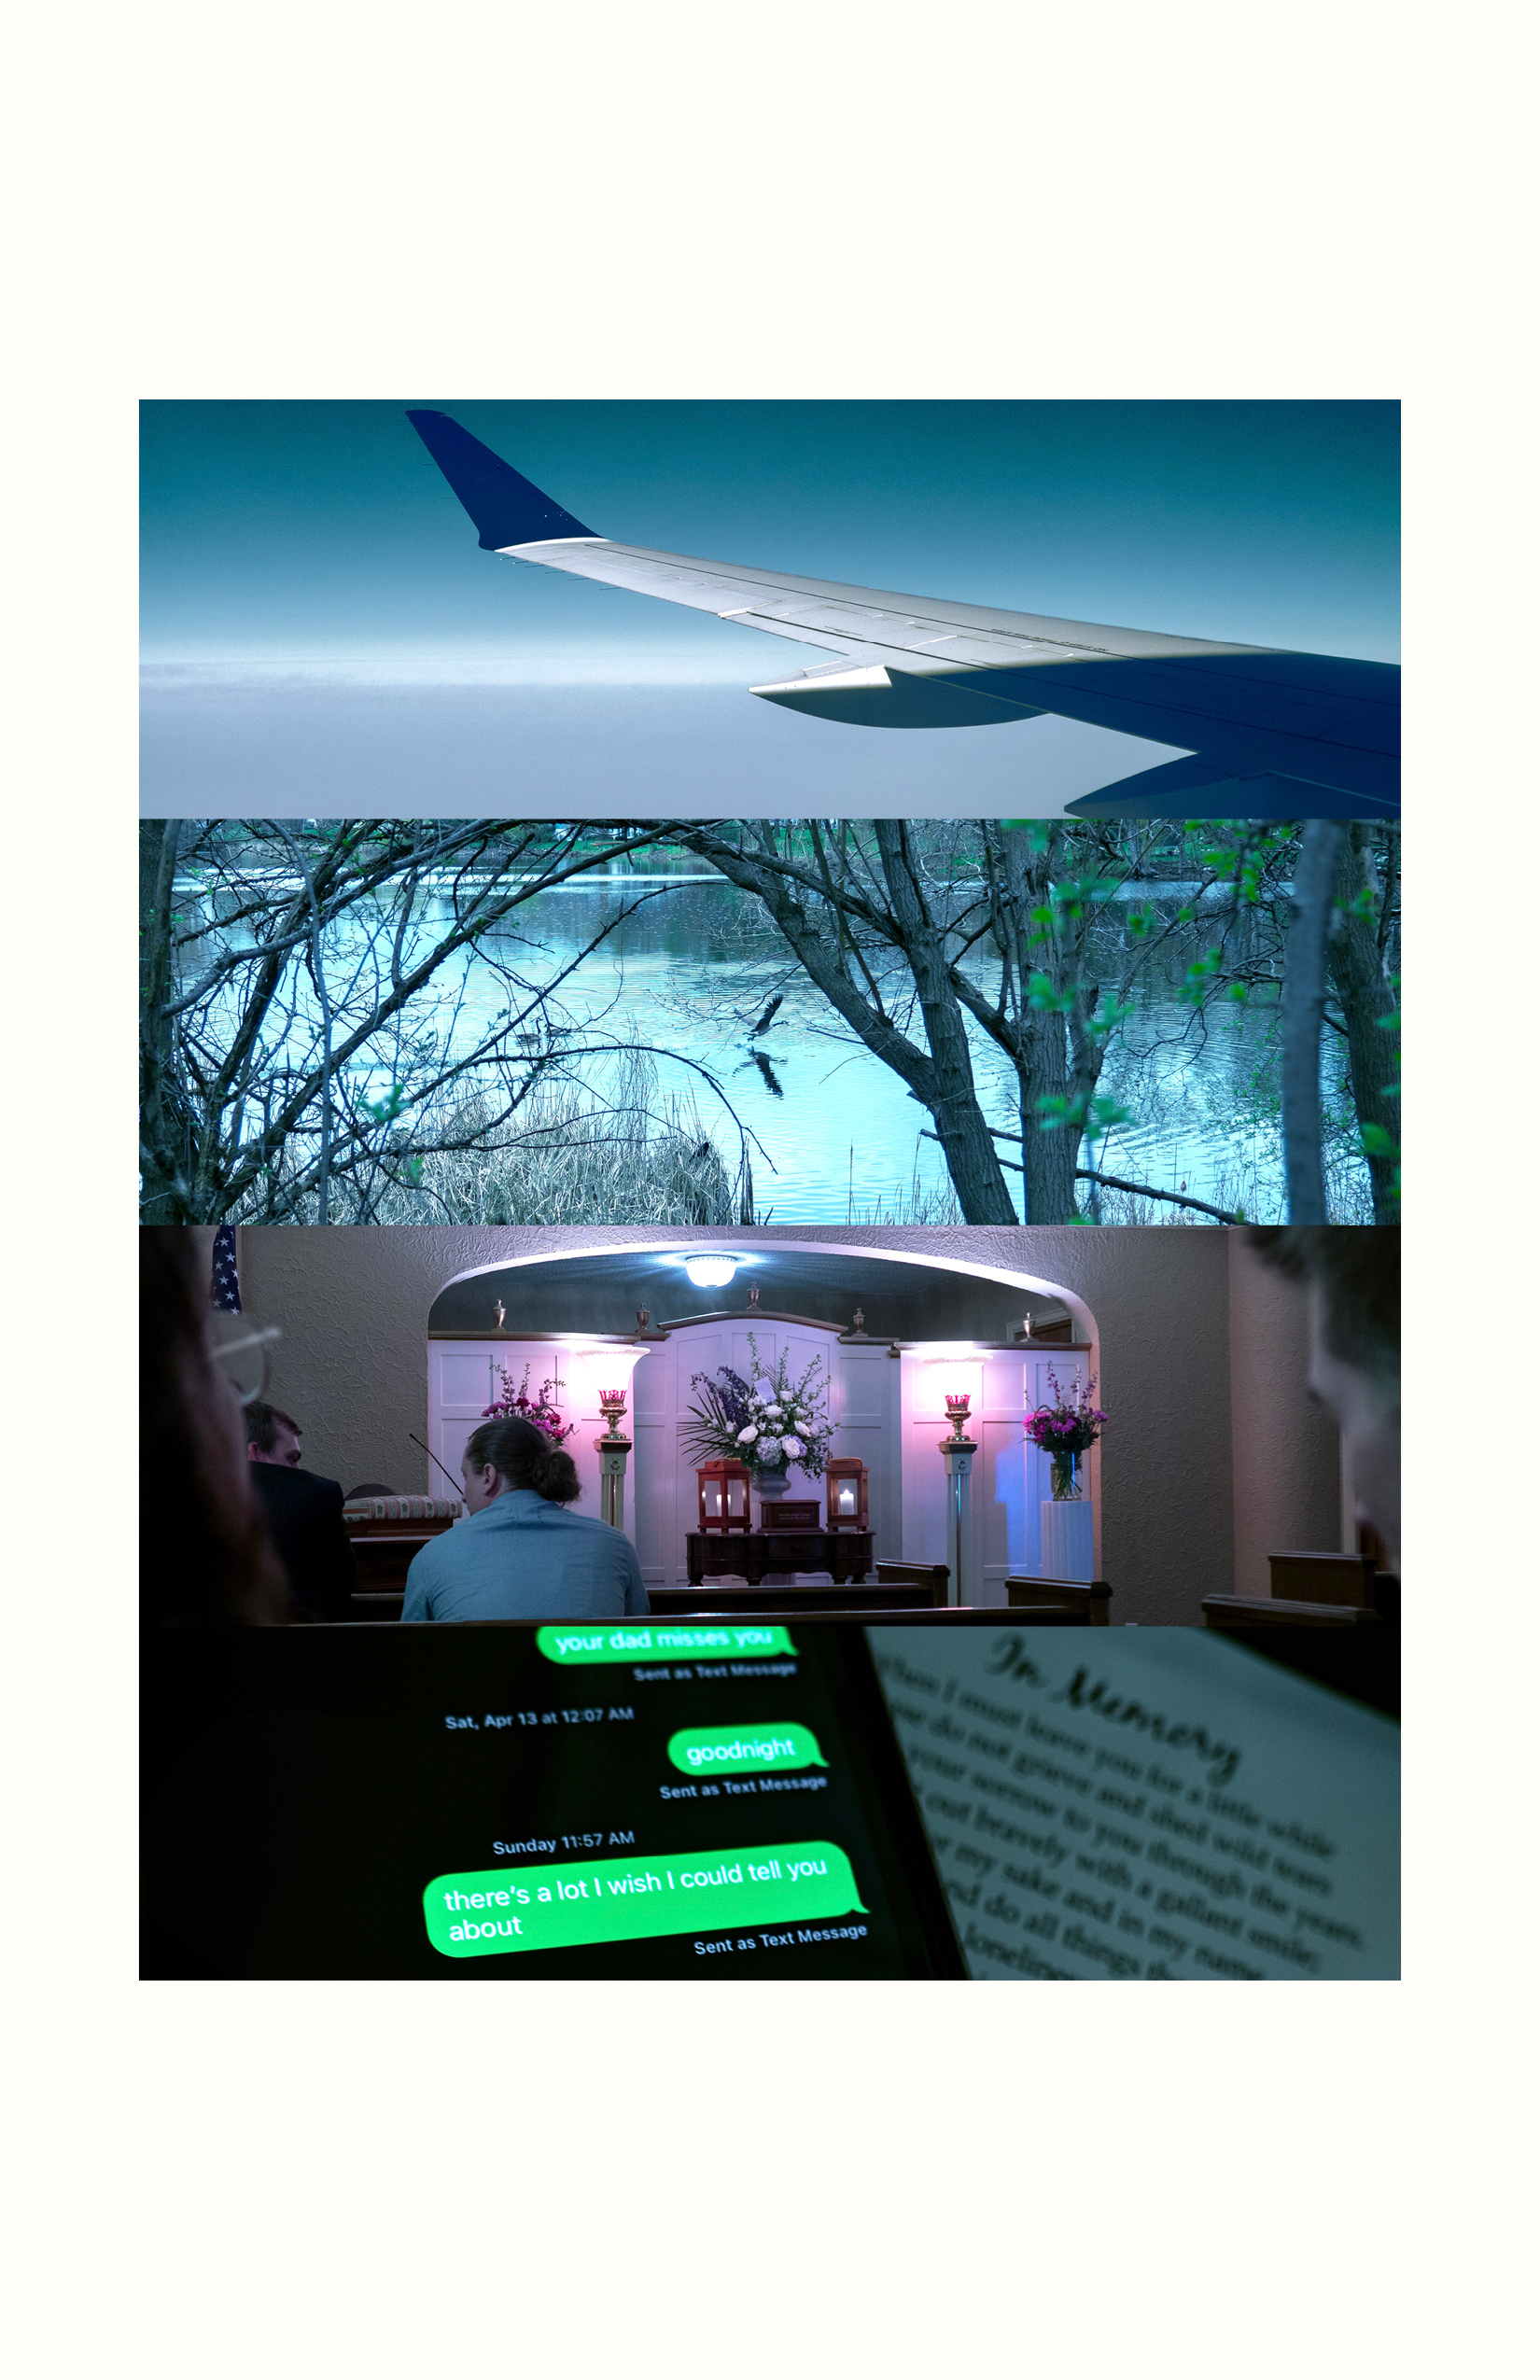 your dad misses you
Sent as Text Message
Sat, Apr 13 at 12:07 AM
goodnight
Sent as Text Message
Sunday 11:57 AM
there's a lot I wish I could tell you
about
Sent as Text Message
In Memory
when I must leave you for a little while
do not grieve and shed wild tears
your sorrow to you through the years,
out bravely with a gallant smile;
my sake and in my name
do all things